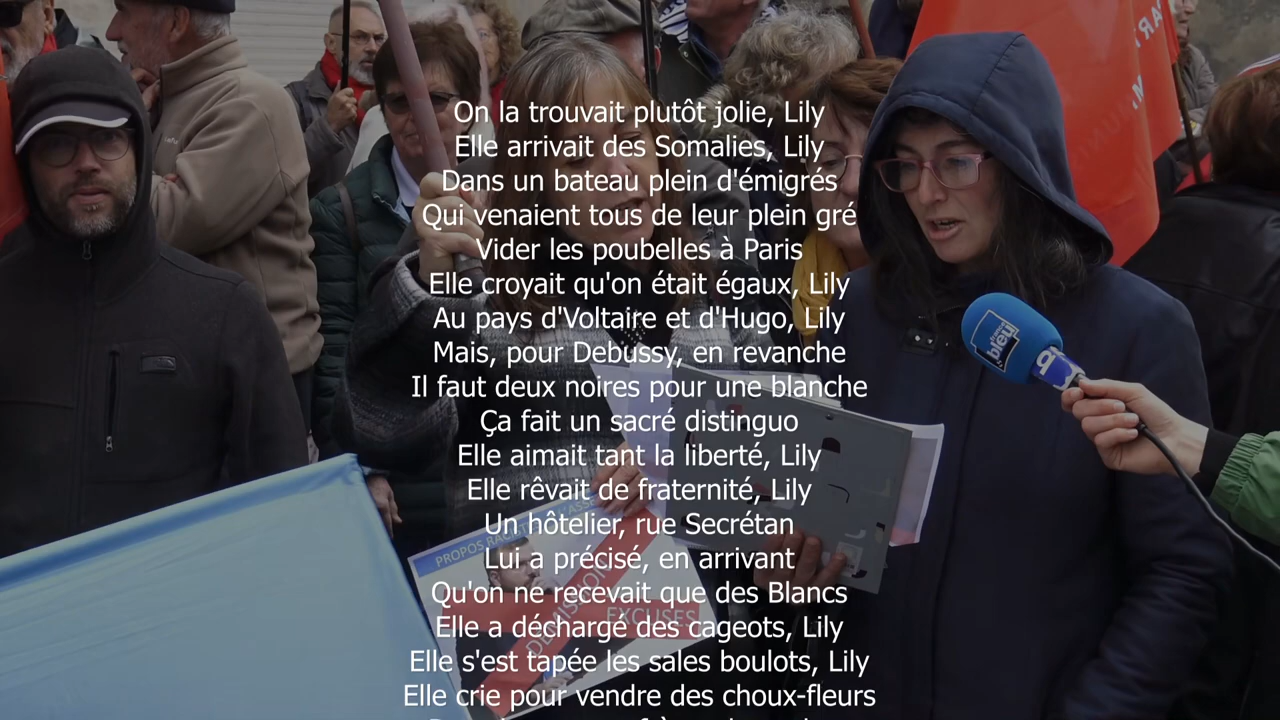 On la trouvait plutôt jolie, Lily
Elle arrivait des Somalies, Lily
Dans un bateau plein d'émigrés
Qui venaient tous de leur plein gré
Vider les poubelles à Paris
Elle croyait qu'on était égaux, Lily
Au pays d'Voltaire et d'Hugo, Lily
Mais, pour Debussy, en revanche
Il faut deux noires pour une blanche
Ça fait un sacré distinguo
Elle aimait tant la liberté, Lily
Elle rêvait de fraternité, Lily
Un hôtelier, rue Secrétan
Lui a précisé, en arrivant
Qu'on ne recevait que des Blancs
Elle a déchargé des cageots, Lily
Elle s'est tapée les sales boulots, Lily
Elle crie pour vendre des choux-fleurs
france
bleu
PROPOS
DEMISSION
EXCUSES